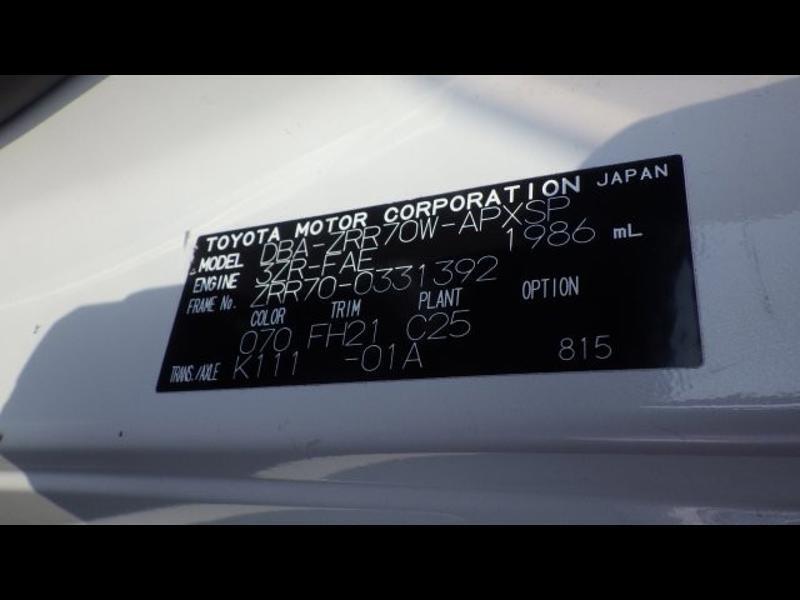 TOYOTA MOTOR CORPORATION JAPAN
MODEL DBA-ZRR70W-APXSP
ENGINE 3ZR-FAE 1986 mL
FRAME No. ZRR70-0331392
COLOR TRIM PLANT OPTION
070 FH21 C25
TRANS./AXLE K111 -01A 815